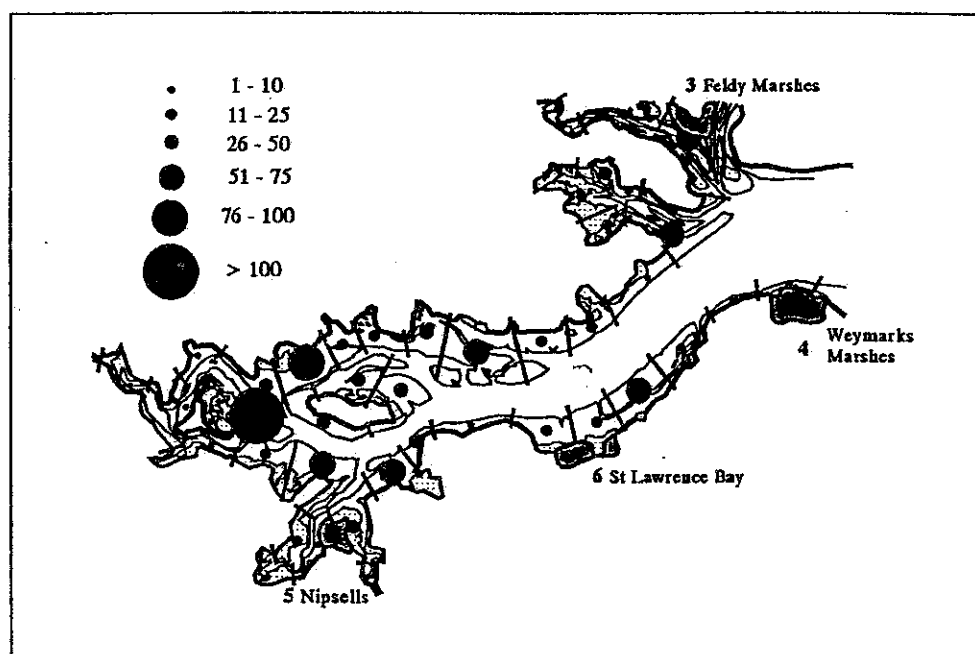 1 - 10
11 - 25
26 - 50
51 - 75
76 - 100
> 100
3 Feldy Marshes
4 Weymarks
Marshes
6 St Lawrence Bay
5 Nipsells